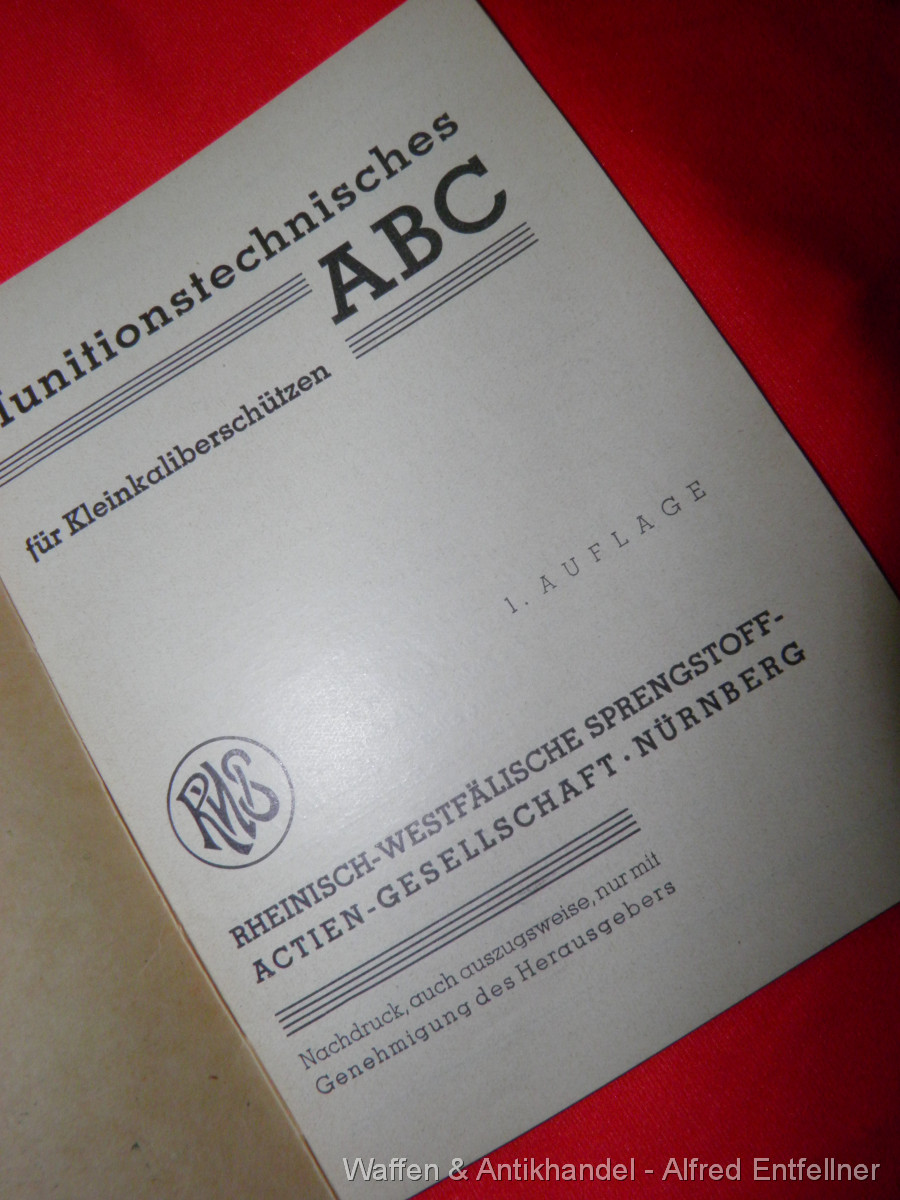 Munitionstechnisches
ABC
für Kleinkaliberschützen
1. AUFLAGE
RWS
RHEINISCH-WESTFÄLISCHE SPRENGSTOFF-
ACTIEN-GESELLSCHAFT · NÜRNBERG
Nachdruck, auch auszugsweise, nur mit
Genehmigung des Herausgebers
Waffen & Antikhandel - Alfred Entfellner